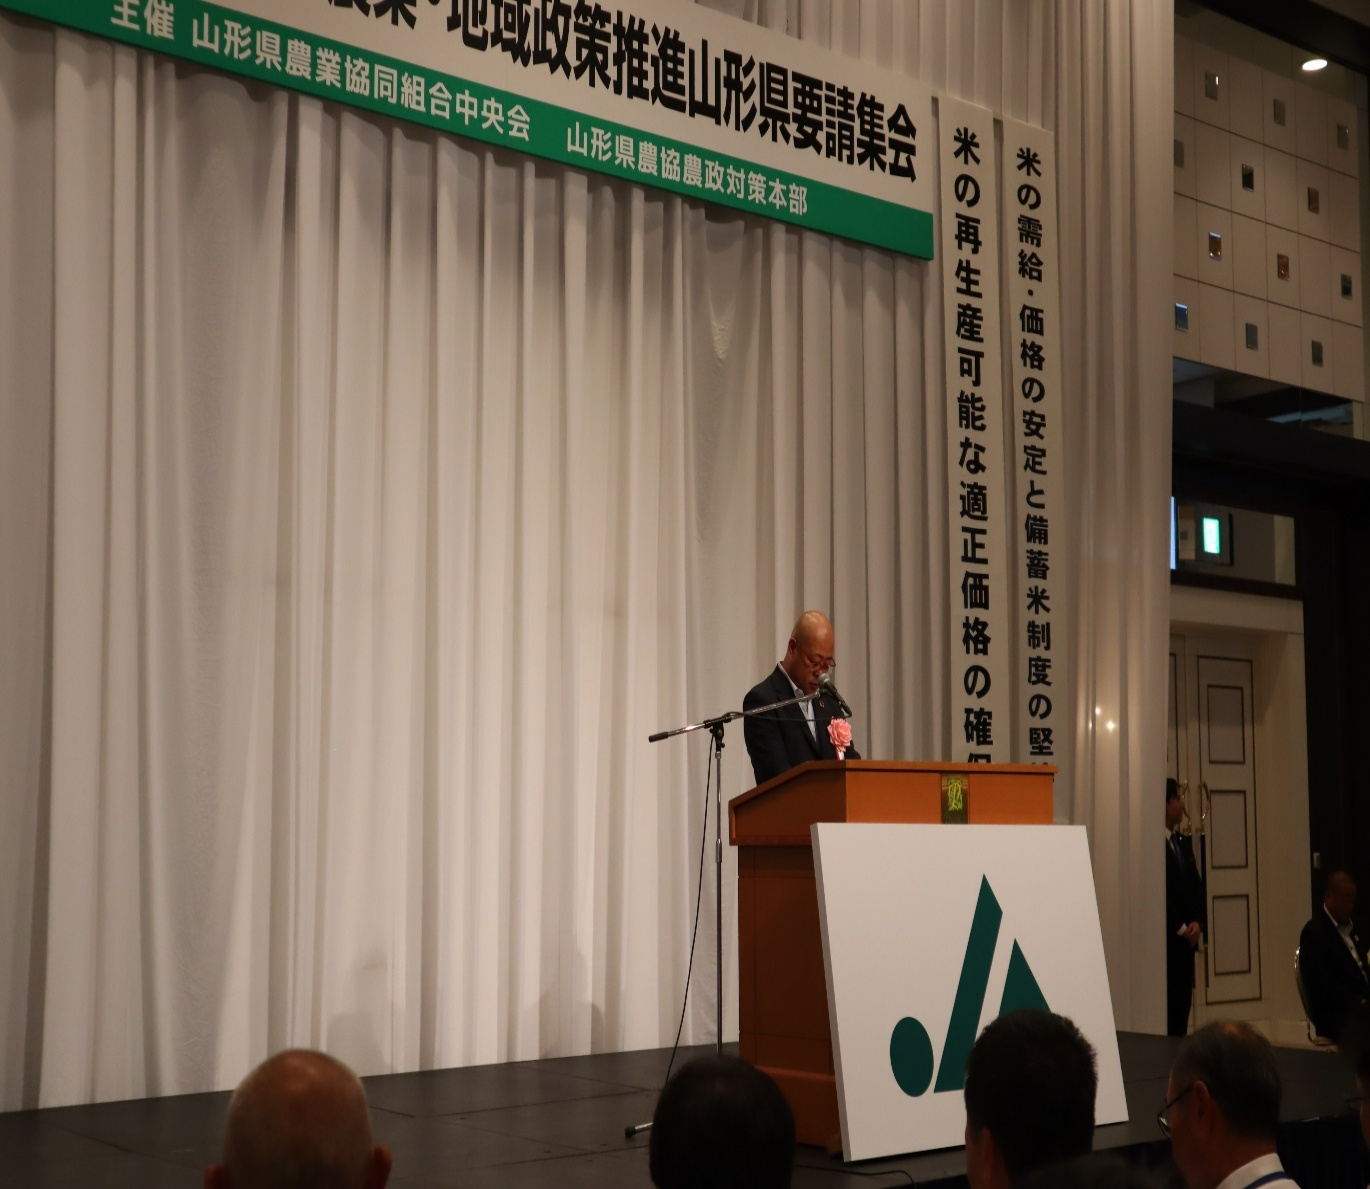 農業・地域政策推進山形県要請集会
主催 山形県農業協同組合中央会 山形県農協農政対策本部
米の需給・価格の安定と備蓄米制度の堅
米の再生産可能な適正価格の確保